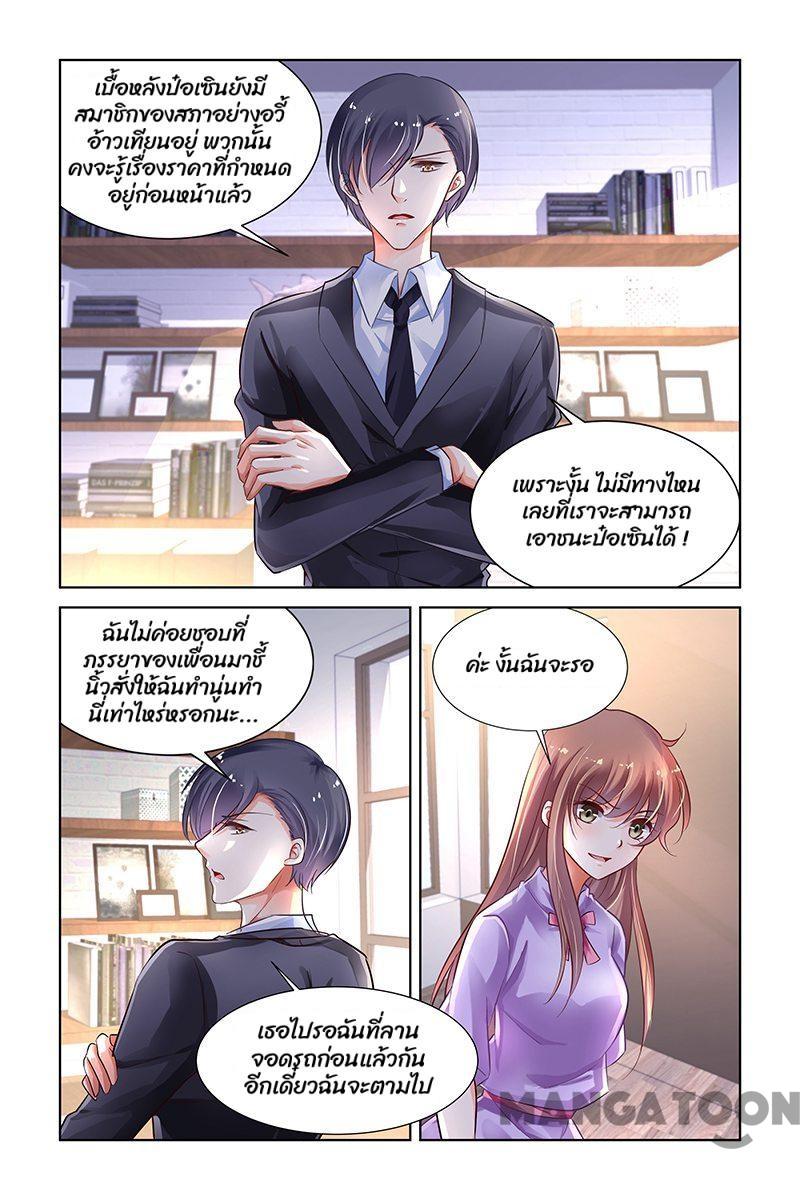 เบื้อหลังป๋อเซินยังมี
สมาชิกของสภาอย่างอวี้
อ้าวเทียนอยู่ พวกนั้น
คงจะรู้เรื่องราคาที่กำหนด
อยู่ก่อนหน้าแล้ว
DAS F-PRINZIP
เพราะงั้น ไม่มีทางไหน
เลยที่เราจะสามารถ
เอาชนะป๋อเซินได้ !
ฉันไม่ค่อยชอบที่
ภรรยาของเพื่อนมาชี้
นิ้วสั่งให้ฉันทำนู่นทำ
นี่เท่าไหร่หรอกนะ...
ค่ะ งั้นฉันจะรอ
เธอไปรอฉันที่ลาน
จอดรถก่อนแล้วกัน
อีกเดี๋ยวฉันจะตามไป
MANGATOON